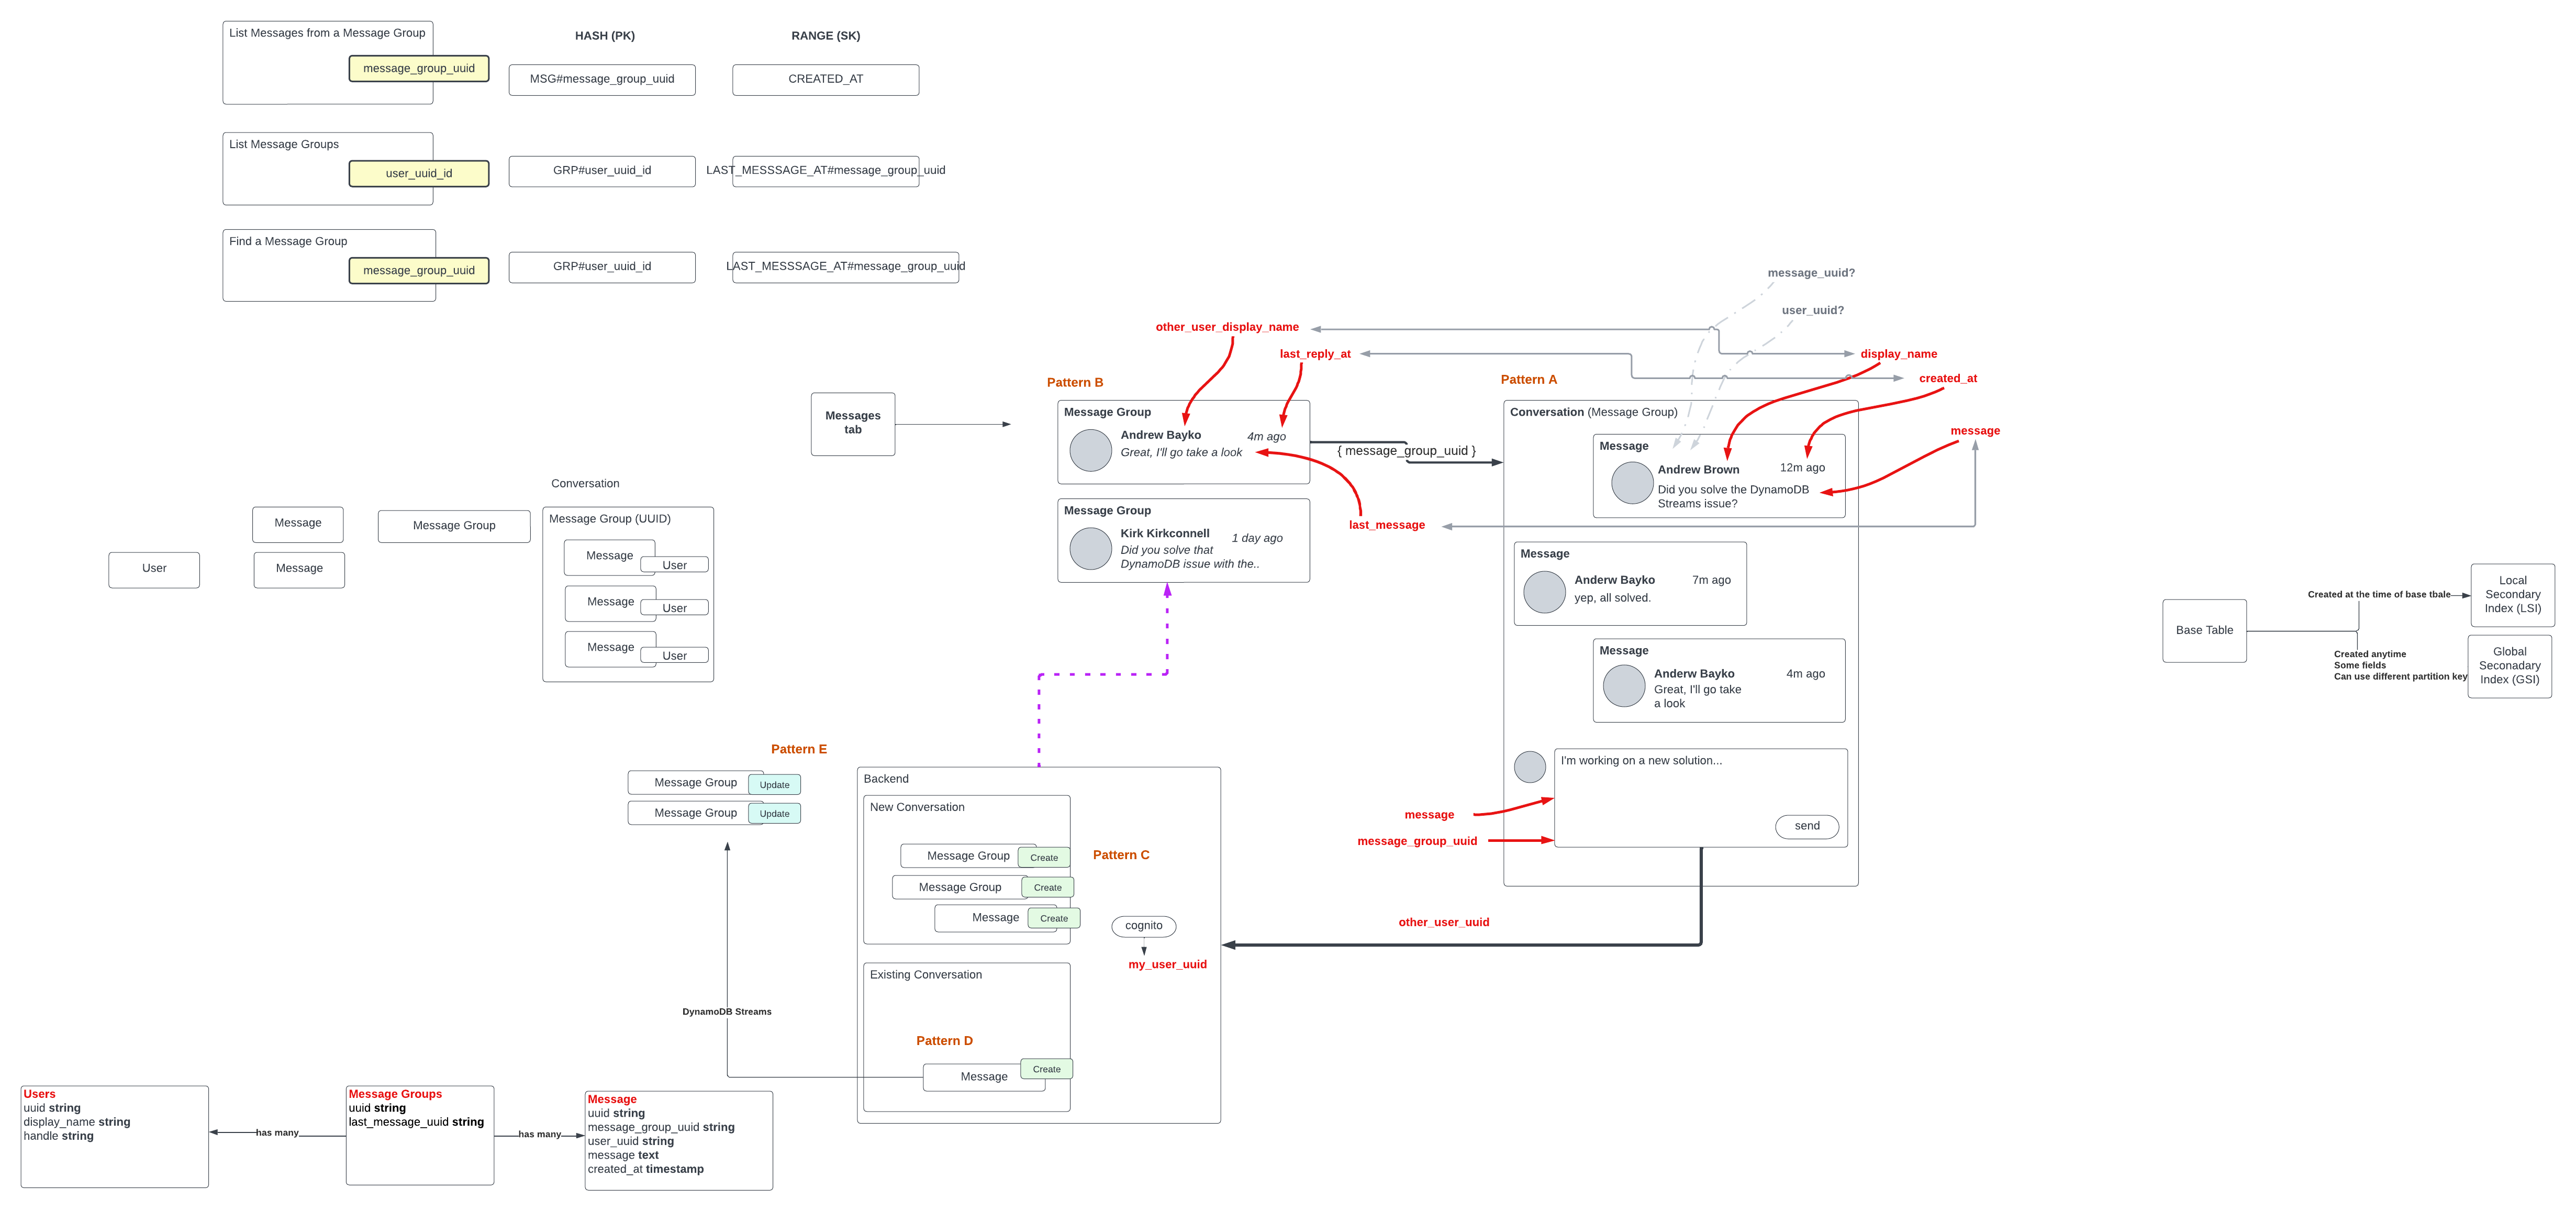 List Messages from a Message Group
message_group_uuid
HASH (PK)
RANGE (SK)
MSG#message_group_uuid
CREATED_AT
List Message Groups
user_uuid_id
GRP#user_uuid_id
LAST_MESSSAGE_AT#message_group_uuid
Find a Message Group
message_group_uuid
GRP#user_uuid_id
LAST_MESSSAGE_AT#message_group_uuid
message_uuid?
user_uuid?
other_user_display_name
last_reply_at
display_name
created_at
message
Pattern B
Pattern A
Messages
tab
Message Group
Andrew Bayko
4m ago
Great, I'll go take a look
{ message_group_uuid }
Message Group
Kirk Kirkconnell
1 day ago
Did you solve that
DynamoDB issue with the..
last_message
Conversation (Message Group)
Message
Andrew Brown
12m ago
Did you solve the DynamoDB
Streams issue?
Message
Anderw Bayko
7m ago
yep, all solved.
Message
Anderw Bayko
4m ago
Great, I'll go take
a look
I'm working on a new solution...
send
message
message_group_uuid
other_user_uuid
Conversation
Message
Message Group
User
Message
Message Group (UUID)
Message
User
Message
User
Message
User
Base Table
Created at the time of base tbale
Local
Secondary
Index (LSI)
Created anytime
Some fields
Can use different partition key
Global
Seconadary
Index (GSI)
Pattern E
Message Group
Update
Message Group
Update
DynamoDB Streams
Backend
New Conversation
Message Group
Create
Message Group
Create
Message
Create
Pattern C
cognito
my_user_uuid
Existing Conversation
Pattern D
Message
Create
Users
uuid string
display_name string
handle string
has many
Message Groups
uuid string
last_message_uuid string
has many
Message
uuid string
message_group_uuid string
user_uuid string
message text
created_at timestamp